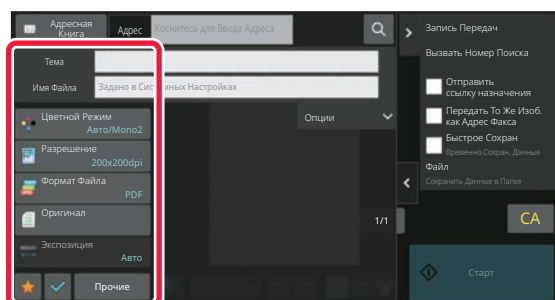 Адресная
Книга
Адрес
Коснитесь для Ввода Адреса
Тема
Имя Файла
Задано в Системных Настройках
Цветной Режим
Авто/Mono2
Разрешение
200x200dpi
Формат Файла
PDF
Оригинал
Экспозиция
Авто
Прочие
Опции
1/1
Запись Передач
Вызвать Номер Поиска
Отправить
ссылку назначения
Передать То Же Изоб.
как Адрес Факса
Быстрое Сохран
Временно Сохран. Данные
Файл
Сохранить Данные в Папке
CA
Старт